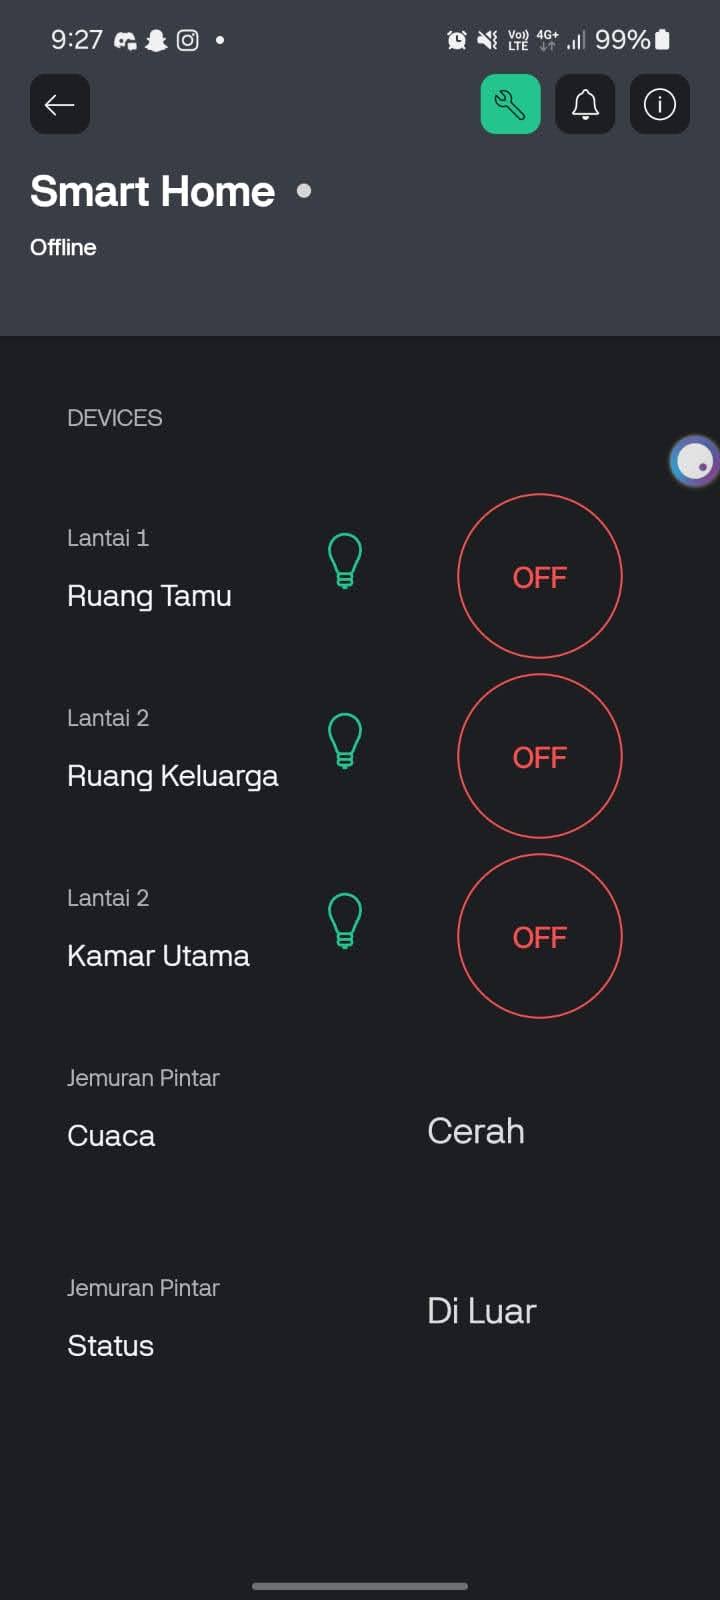 9:27
Vo)) LTE
4G+
99%
Smart Home
Offline
DEVICES
Lantai 1
Ruang Tamu
OFF
Lantai 2
Ruang Keluarga
OFF
Lantai 2
Kamar Utama
OFF
Jemuran Pintar
Cuaca
Cerah
Jemuran Pintar
Status
Di Luar